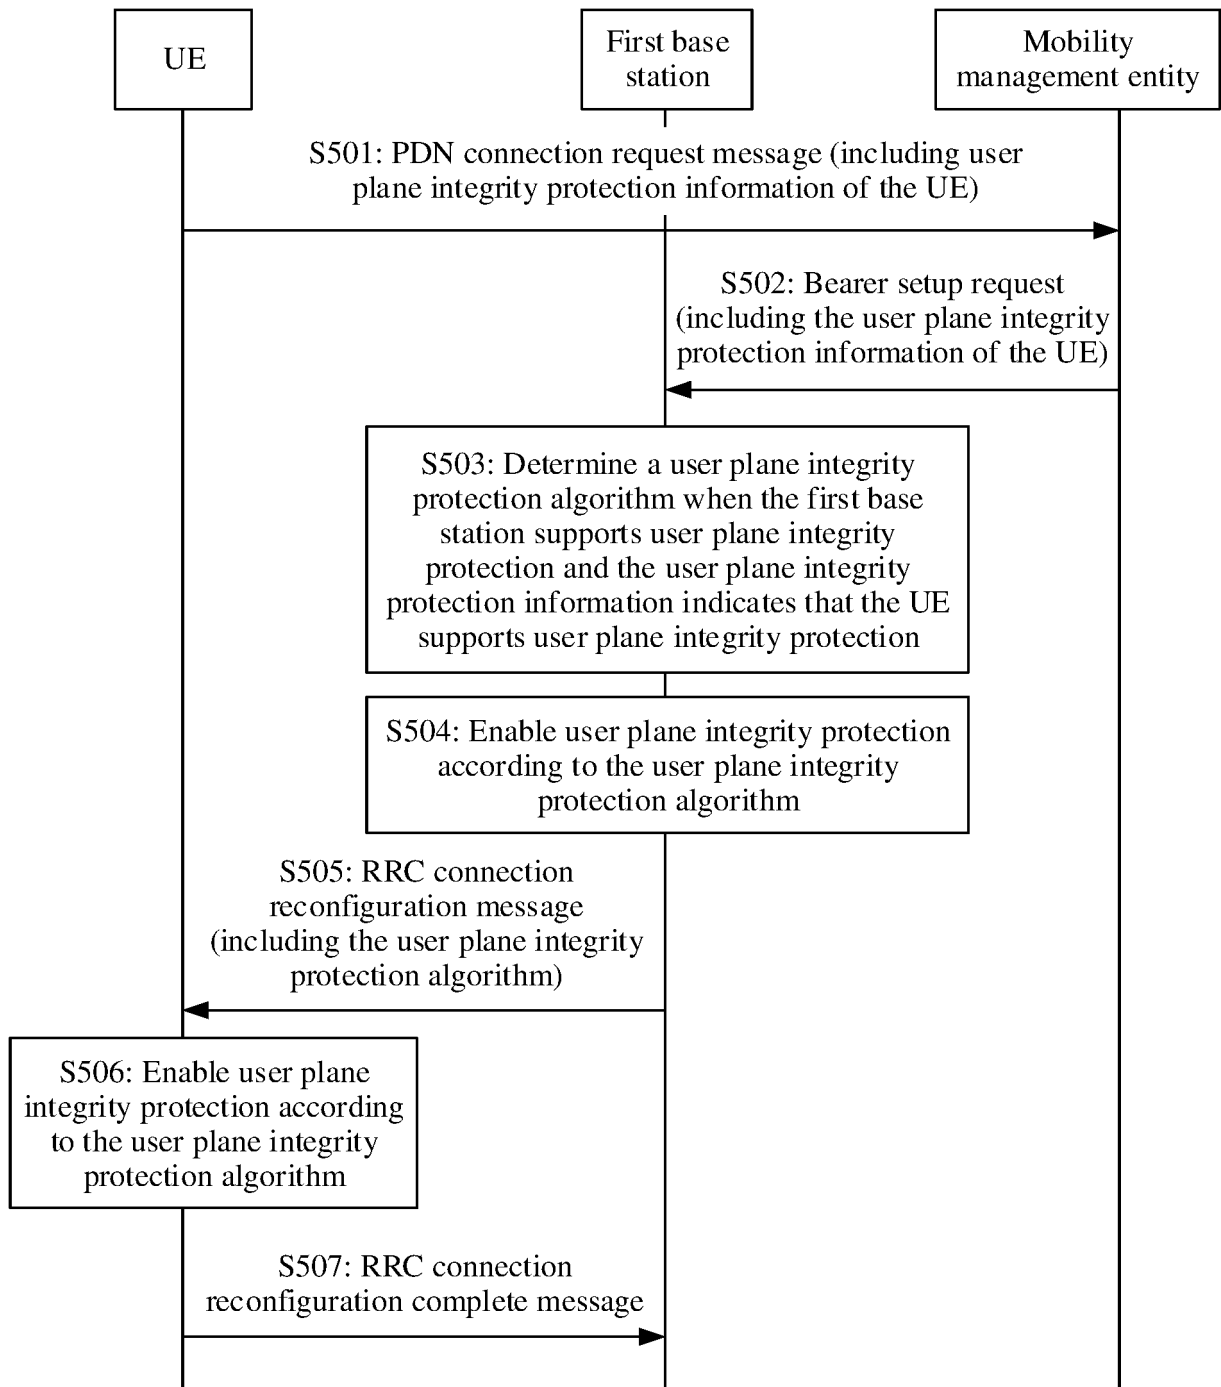 UE
First base
station
Mobility
management entity
S501: PDN connection request message (including user
plane integrity protection information of the UE)
S502: Bearer setup request
(including the user plane integrity
protection information of the UE)
S503: Determine a user plane integrity
protection algorithm when the first base
station supports user plane integrity
protection and the user plane integrity
protection information indicates that the UE
supports user plane integrity protection
S504: Enable user plane integrity protection
according to the user plane integrity
protection algorithm
S505: RRC connection
reconfiguration message
(including the user plane integrity
protection algorithm)
S506: Enable user plane
integrity protection according
to the user plane integrity
protection algorithm
S507: RRC connection
reconfiguration complete message